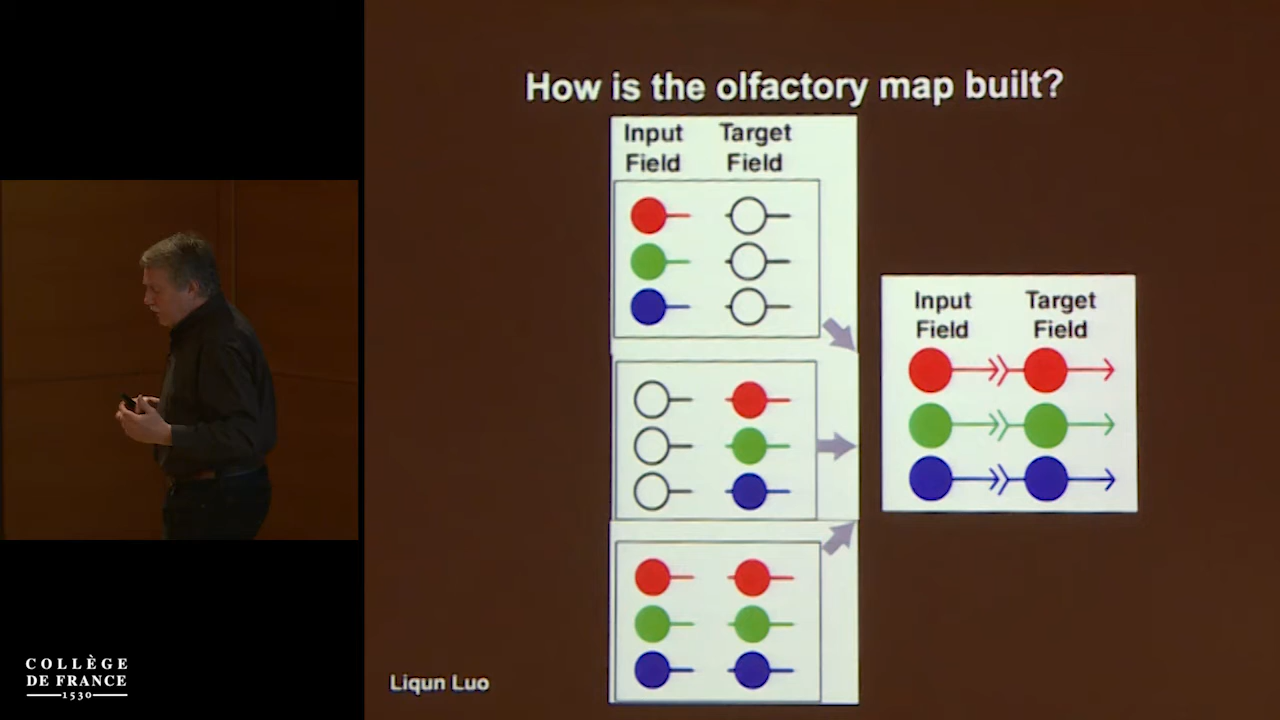 How is the olfactory map built?
Input Field
Target Field
Input Field
Target Field
Liqun Luo
COLLÈGE
DE FRANCE
1530